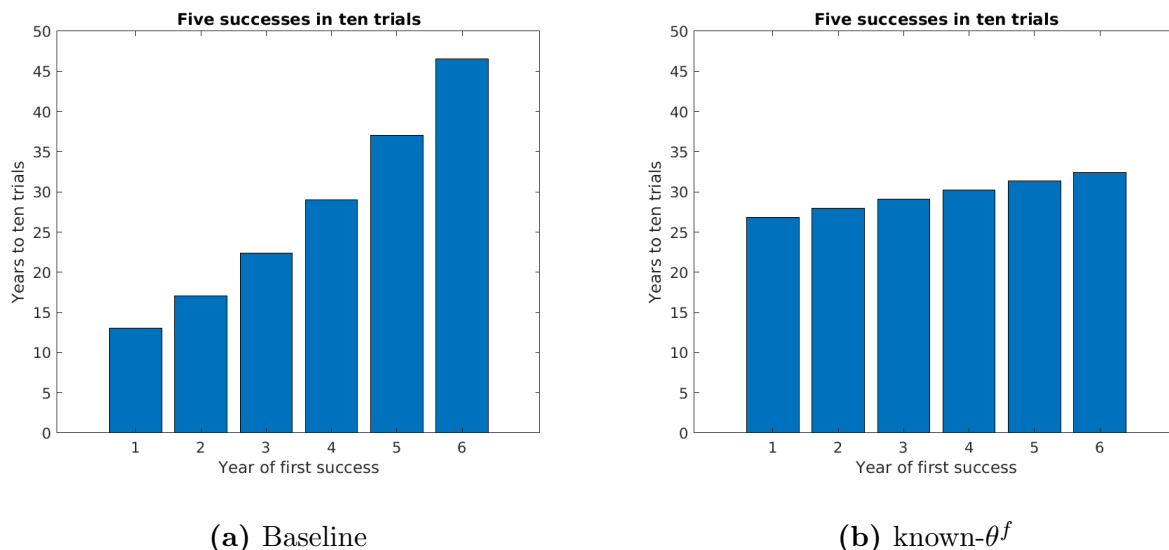 Five successes in ten trials
50
45
40
35
30
25
20
15
10
5
0
Years to ten trials
1 2 3 4 5 6
Year of first success
(a) Baseline
Five successes in ten trials
50
45
40
35
30
25
20
15
10
5
0
Years to ten trials
1 2 3 4 5 6
Year of first success
(b) known-θ^f